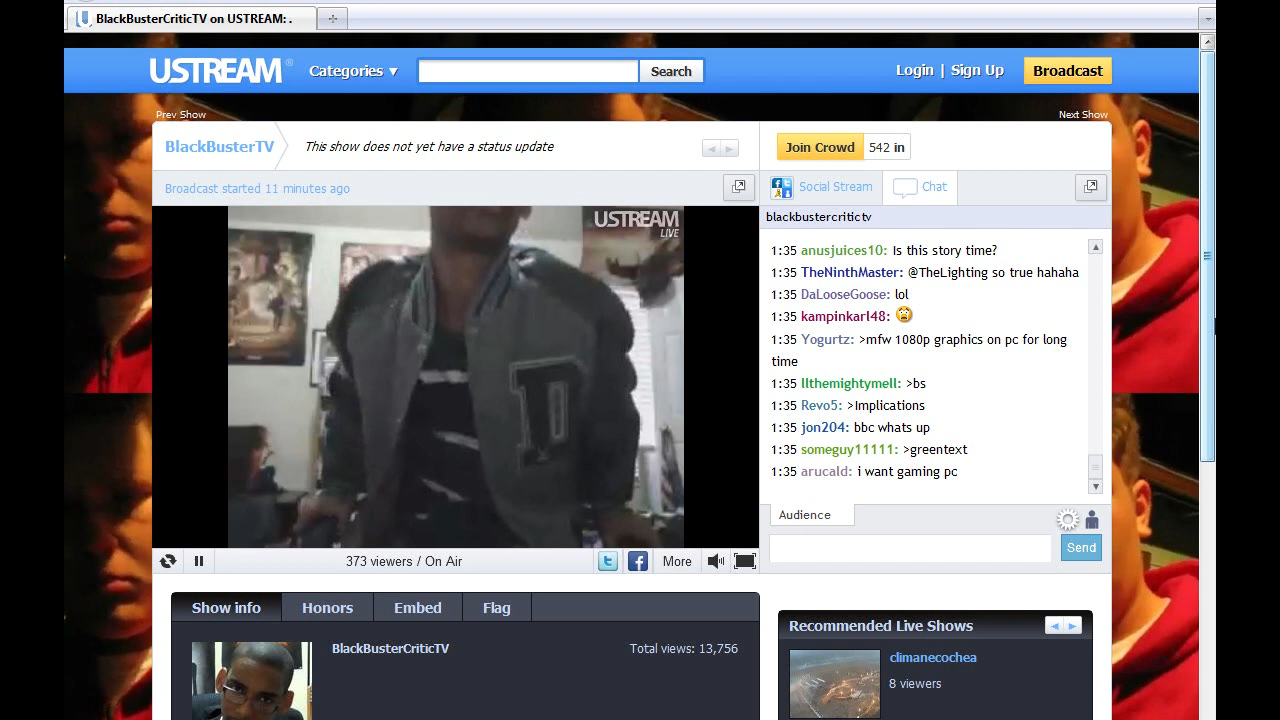 BlackBusterCriticTV on USTREAM: .
USTREAM
Categories ▼
Search
Login | Sign Up
Broadcast
Prev Show
Next Show
BlackBusterTV
This show does not yet have a status update
Join Crowd
542 in
Broadcast started 11 minutes ago
Social Stream
Chat
blackbustercritictv
USTREAM
LIVE
1:35 anusjuices10: Is this story time?
1:35 TheNinthMaster: @TheLighting so true hahaha
1:35 DaLooseGoose: lol
1:35 kampinkarl48:
1:35 Yogurtz: >mfw 1080p graphics on pc for long
time
1:35 llthemightymell: >bs
1:35 Revo5: >Implications
1:35 jon204: bbc whats up
1:35 someguy11111: >greentext
1:35 arucald: i want gaming pc
Audience
Send
373 viewers / On Air
More
Show info
Honors
Embed
Flag
BlackBusterCriticTV
Total views: 13,756
Recommended Live Shows
climanecochea
8 viewers